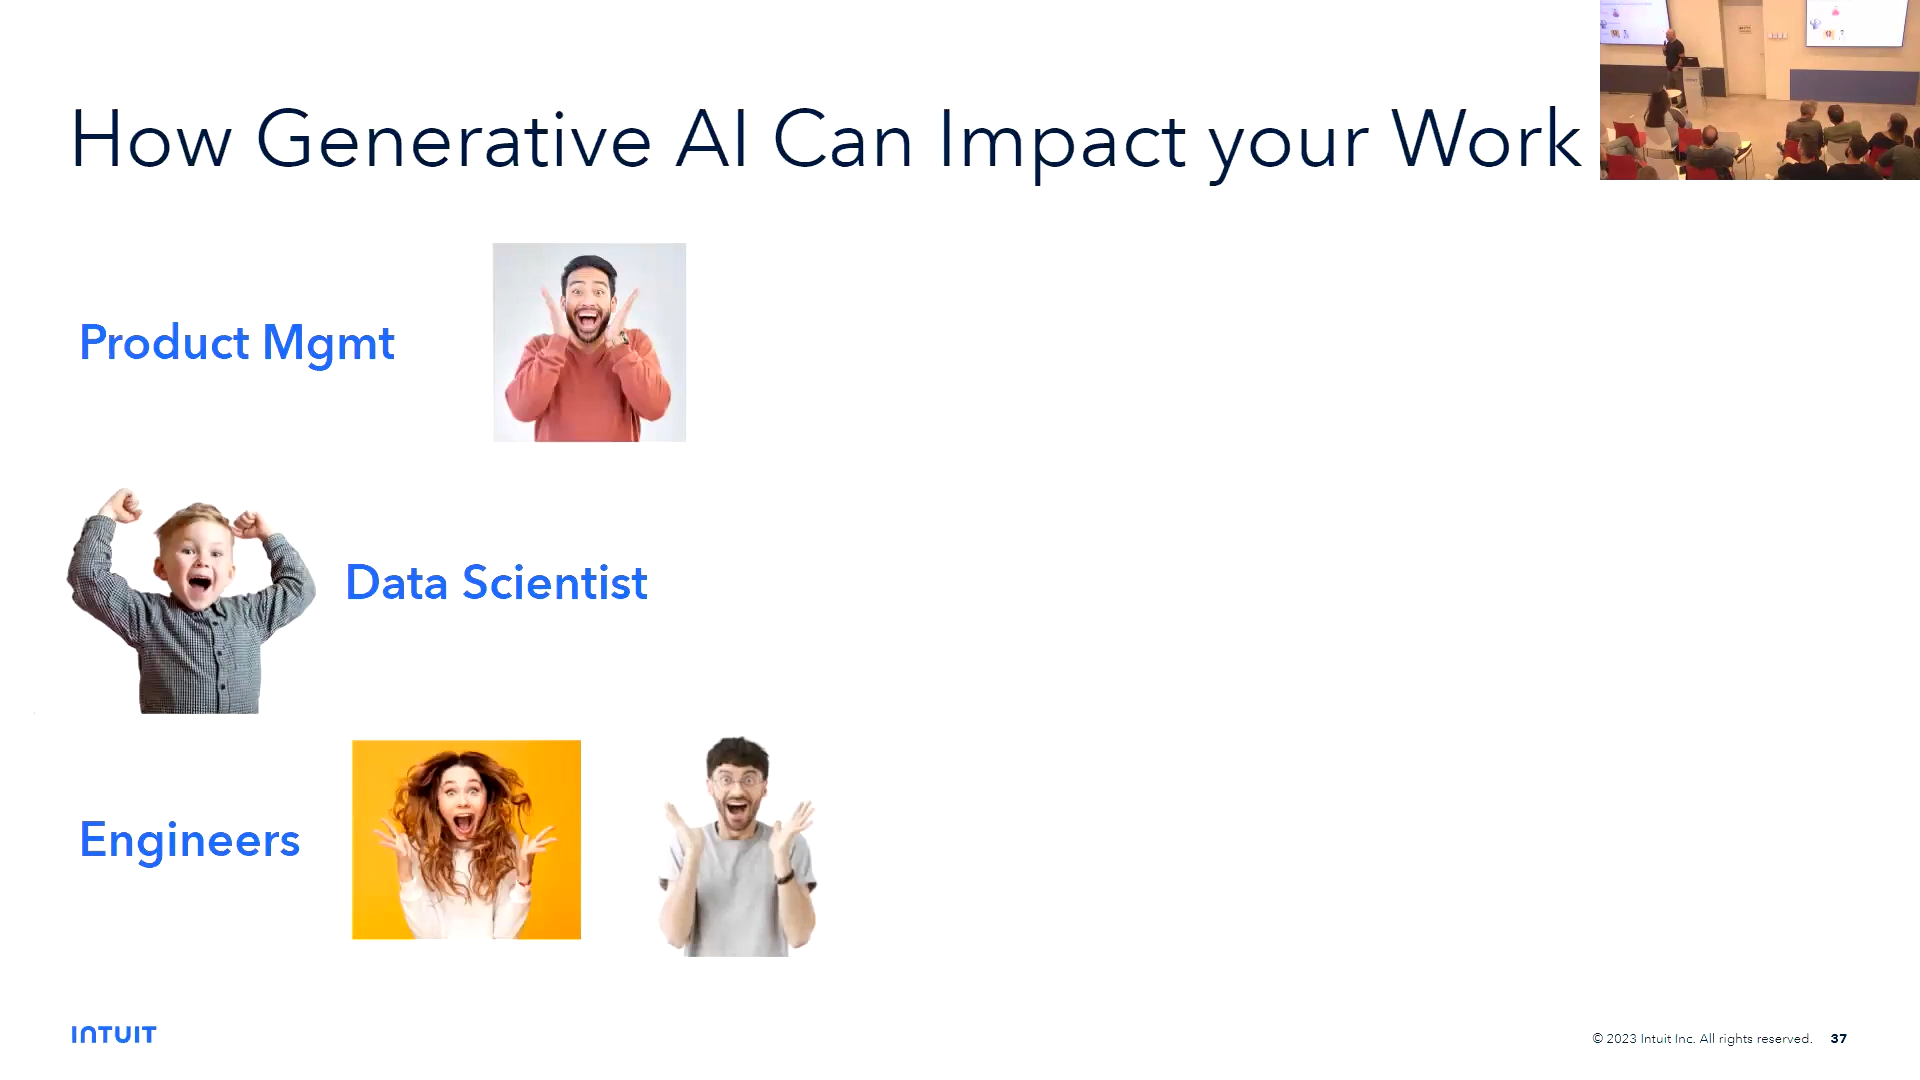 How Generative AI Can Impact your Work
Product Mgmt
Data Scientist
Engineers
INTUIT
© 2023 Intuit Inc. All rights reserved. 37